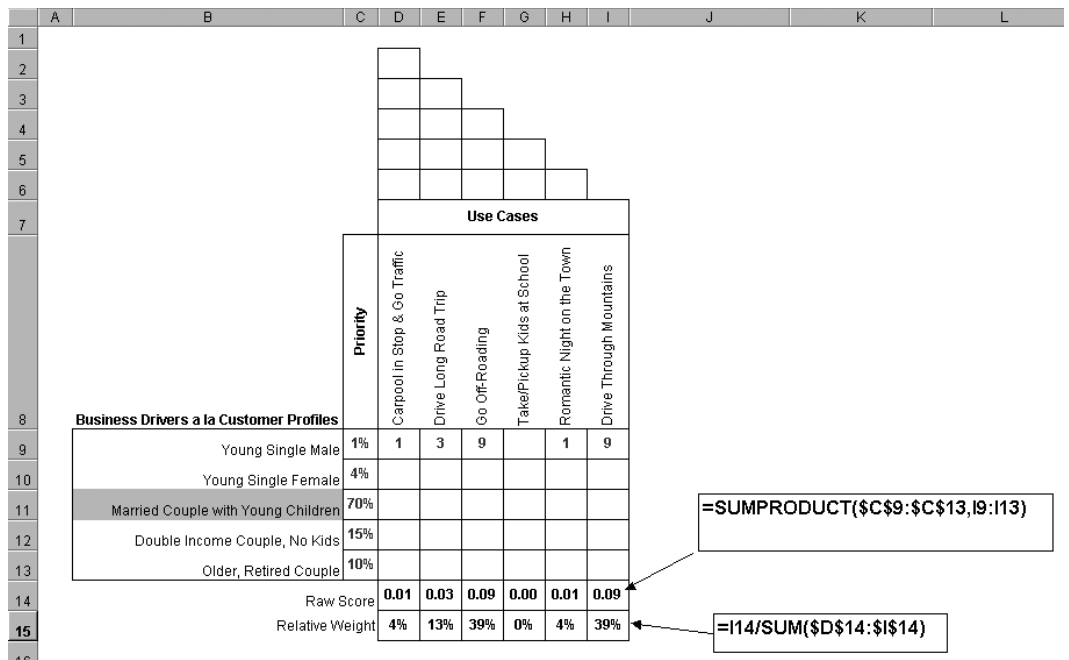 A B C D E F G H I J K L
1
2
3
4
5
6
7 Use Cases
8 Business Drivers a la Customer Profiles Priority Carpool in Stop & Go Traffic Drive Long Road Trip Go Off-Roading Take/Pickup Kids at School Romantic Night on the Town Drive Through Mountains
9 Young Single Male 1% 1 3 9 1 9
10 Young Single Female 4%
11 Married Couple with Young Children 70%
=SUMPRODUCT($C$9:$C$13,I9:I13)
12 Double Income Couple, No Kids 15%
13 Older, Retired Couple 10%
14 Raw Score 0.01 0.03 0.09 0.00 0.01 0.09
15 Relative Weight 4% 13% 39% 0% 4% 39%
=I14/SUM($D$14:$I$14)
16